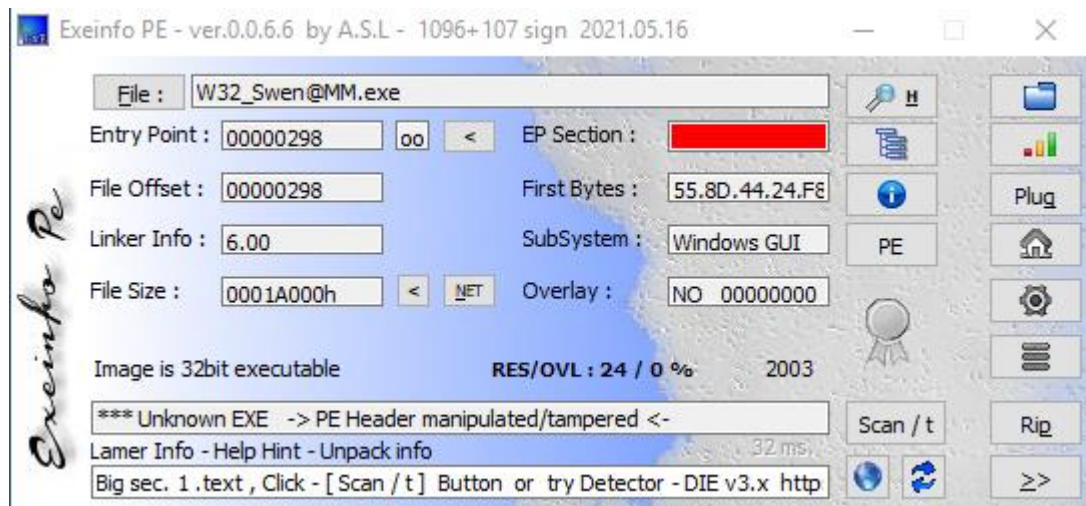 Exeinfo PE - ver.0.0.6.6 by A.S.L - 1096+107 sign 2021.05.16
File : W32_Swen@MM.exe H
Entry Point : 00000298 oo < EP Section :
File Offset : 00000298 First Bytes : 55.8D.44.24.F8 Plug
Linker Info : 6.00 SubSystem : Windows GUI PE
File Size : 0001A000h < NET Overlay : NO 00000000
Image is 32bit executable RES/OVL : 24 / 0 % 2003
*** Unknown EXE -> PE Header manipulated/tampered <- Scan / t Rip
Lamer Info - Help Hint - Unpack info 32 ms.
Big sec. 1 .text , Click - [ Scan / t ] Button or try Detector - DIE v3.x http >>
Exeinfo Pe